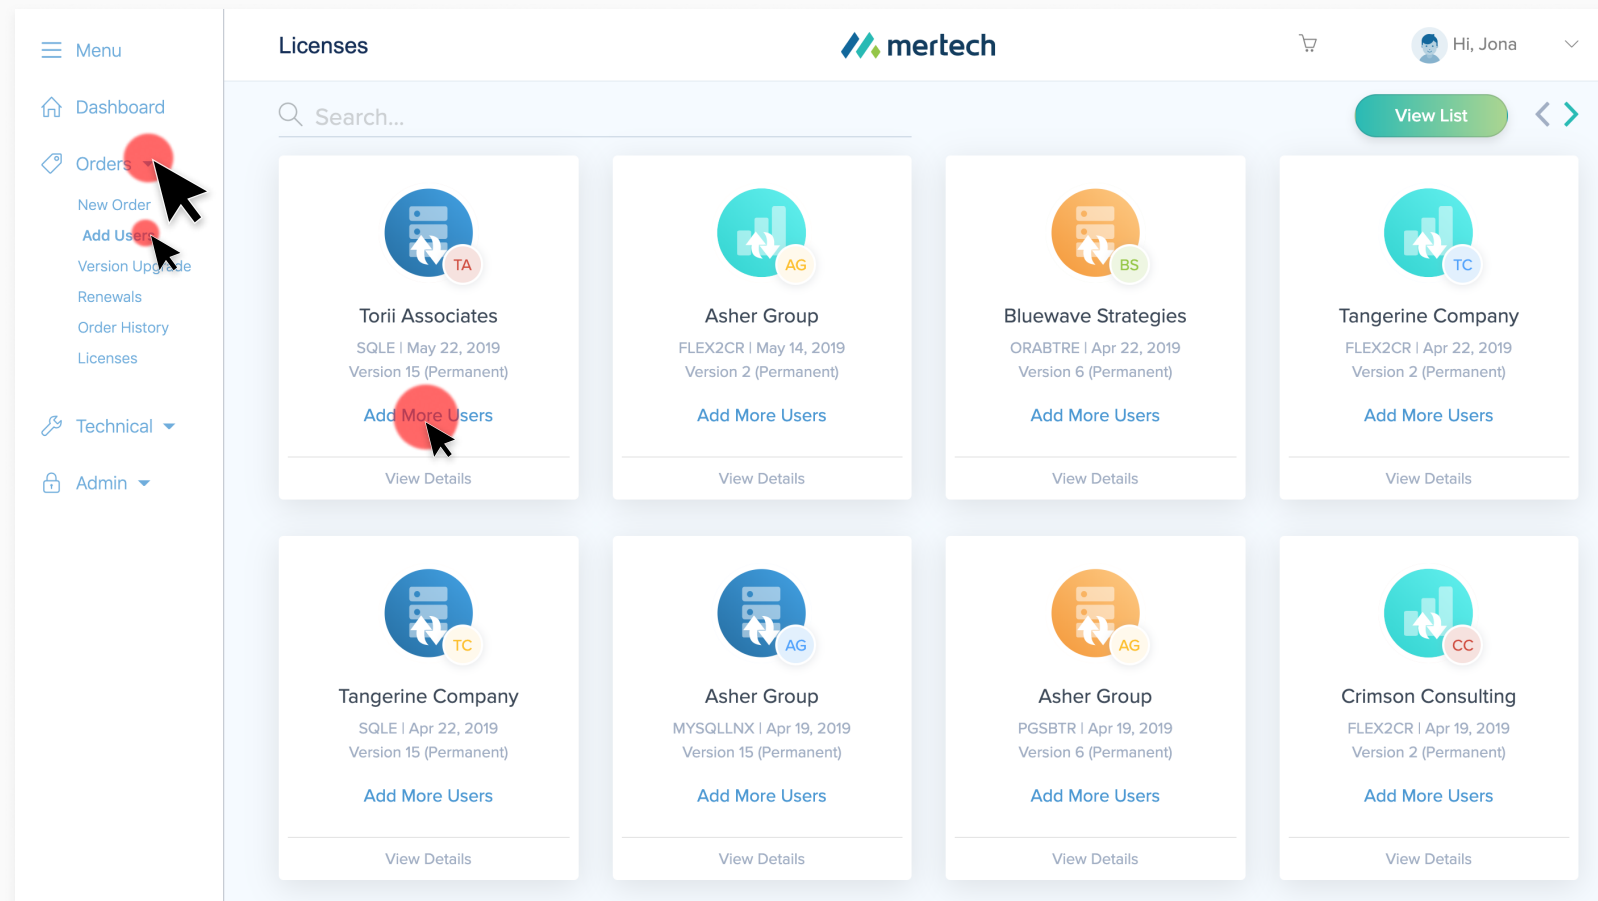 Menu
Licenses
mertech
Hi, Jona
Dashboard
Search...
View List
Orders
New Order
Add Users
Version Upgrade
Renewals
Order History
Licenses
Technical
Admin
TA
Torii Associates
SQLE | May 22, 2019
Version 15 (Permanent)
Add More Users
View Details
AG
Asher Group
FLEX2CR | May 14, 2019
Version 2 (Permanent)
Add More Users
View Details
BS
Bluewave Strategies
ORABTRE | Apr 22, 2019
Version 6 (Permanent)
Add More Users
View Details
TC
Tangerine Company
FLEX2CR | Apr 22, 2019
Version 2 (Permanent)
Add More Users
View Details
TC
Tangerine Company
SQLE | Apr 22, 2019
Version 15 (Permanent)
Add More Users
View Details
AG
Asher Group
MYSQLLNX | Apr 19, 2019
Version 15 (Permanent)
Add More Users
View Details
AG
Asher Group
PGSBTR | Apr 19, 2019
Version 6 (Permanent)
Add More Users
View Details
CC
Crimson Consulting
FLEX2CR | Apr 19, 2019
Version 2 (Permanent)
Add More Users
View Details